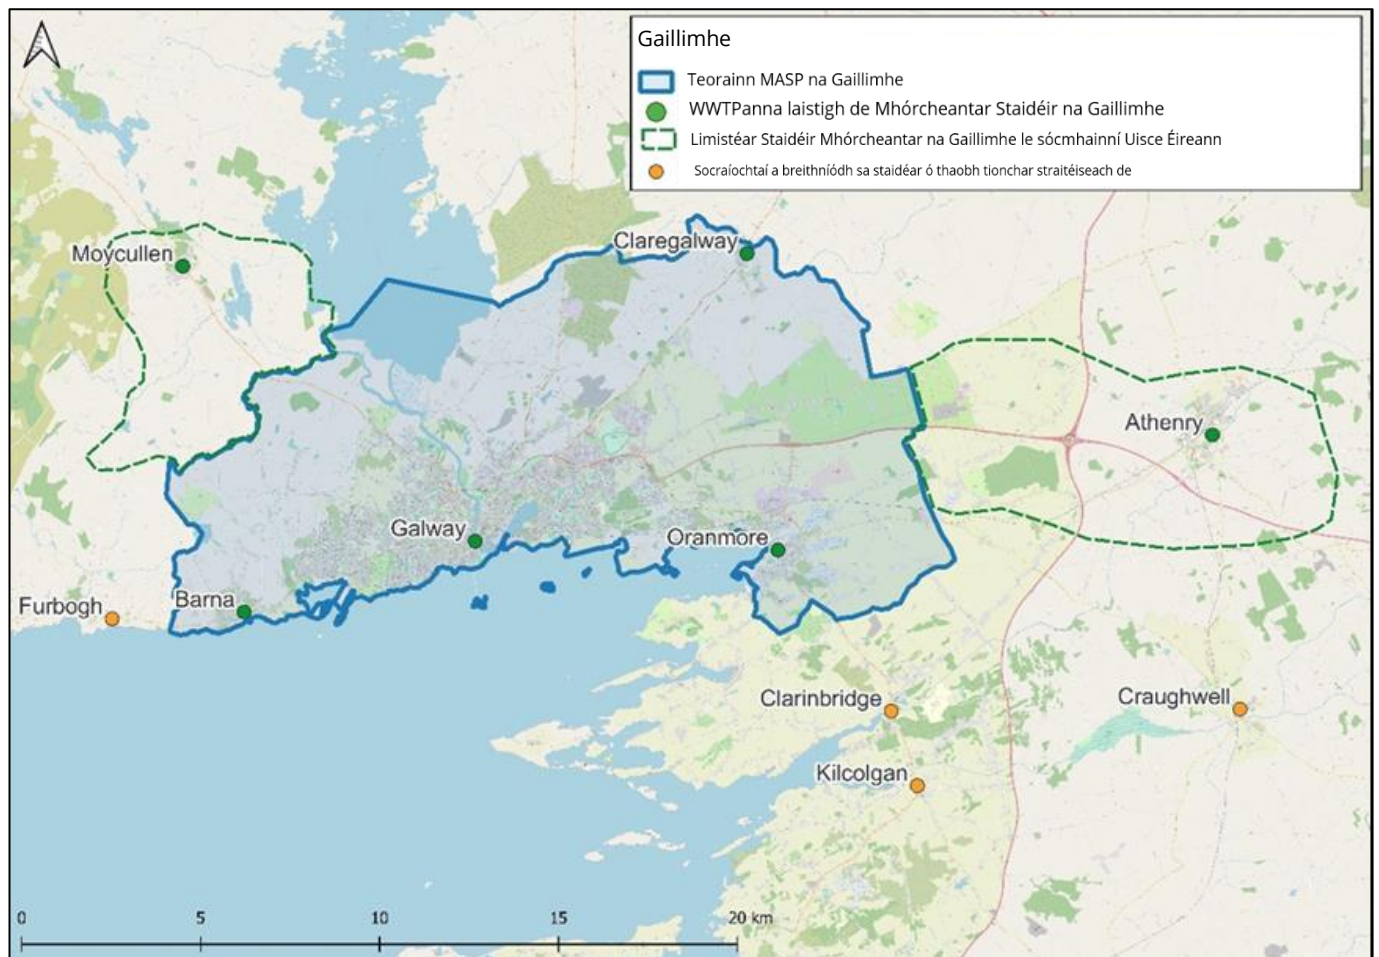 Gaillimhe
Teorainn MASP na Gaillimhe
WWTPanna laistigh de Mhórcheantar Staidéir na Gaillimhe
Limistéar Staidéir Mhórcheantar na Gaillimhe le sócmhainní Uisce Éireann
Socraíochtaí a breithníodh sa staidéar ó thaobh tionchar straitéiseach de
Claregalway
Moycullen
Athenry
Galway
Oranmore
Furbogh
Barna
Clarinbridge
Craughwell
Kilcolgan
0 5 10 15 20 km